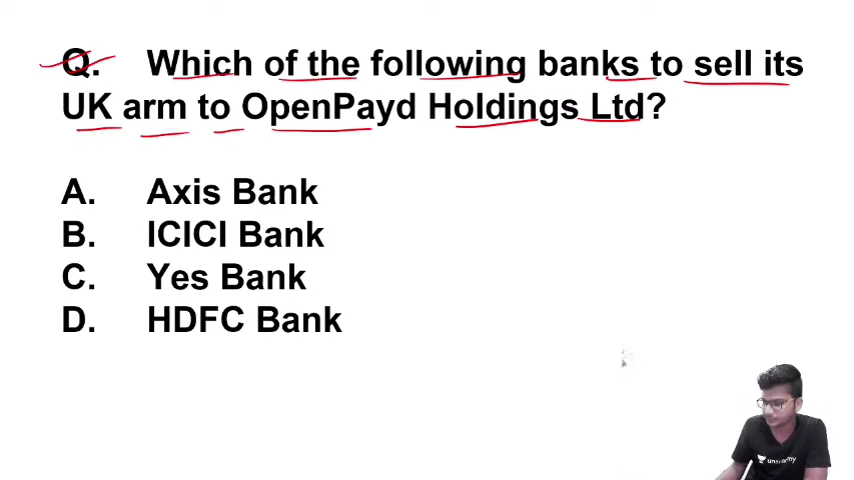 Q. Which of the following banks to sell its
UK arm to OpenPayd Holdings Ltd?
A. Axis Bank
B. ICICI Bank
C. Yes Bank
D. HDFC Bank
unacademy